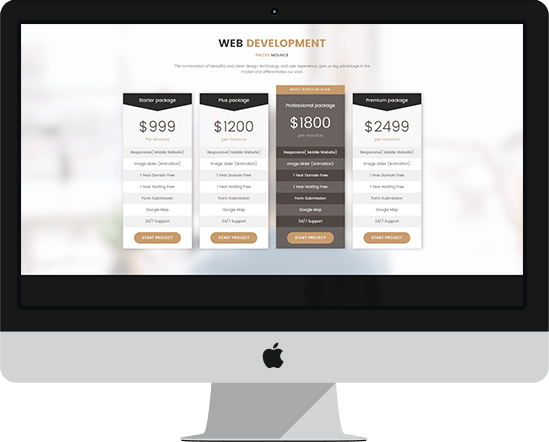 WEB DEVELOPMENT
PRICES MOUNCE
The combination of beautiful and clean design, technology and user experience, give us big advantage in the
market and differentiates our work.
Starter package
$999
Per Mounce
Responsive( Mobile Website)
Image slider (Animation)
1 Year Domain Free
1 Year Hosting Free
Form Submission
Google Map
24/7 Support
START PROJECT
Plus package
$1200
per mounce
Responsive( Mobile Website)
Image slider (Animation)
1 Year Domain Free
1 Year Hosting Free
Form Submission
Google Map
24/7 Support
START PROJECT
MOST POPULAR PLAN
Professional package
$1800
per mounce
Responsive( Mobile Website)
Image slider (Animation)
1 Year Domain Free
1 Year Hosting Free
Form Submission
Google Map
24/7 Support
START PROJECT
Premium package
$2499
per mounce
Responsive( Mobile Website)
Image slider (Animation)
1 Year Domain Free
1 Year Hosting Free
Form Submission
Google Map
24/7 Support
START PROJECT